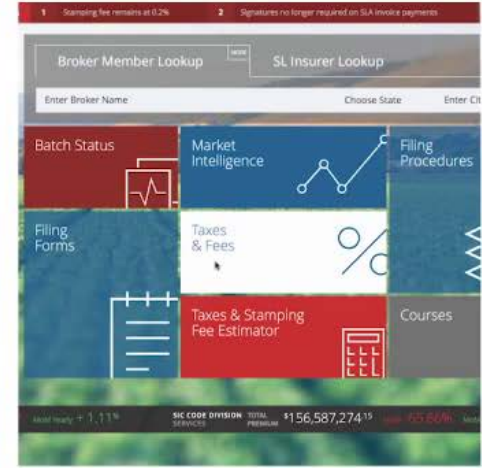 1 Stamping fee remains at 0.2% 2 Signatures no longer required on SLA invoice payments
Broker Member Lookup SL Insurer Lookup
Enter Broker Name Choose State Enter Cit
Batch Status
Market
Intelligence
Filing
Procedures
Filing
Forms
Taxes
& Fees
Taxes & Stamping
Fee Estimator
Courses
+ 1.11% SIC CODE DIVISION TOTAL $156,587,274.15 65.66%
SERVICES PREMIUM